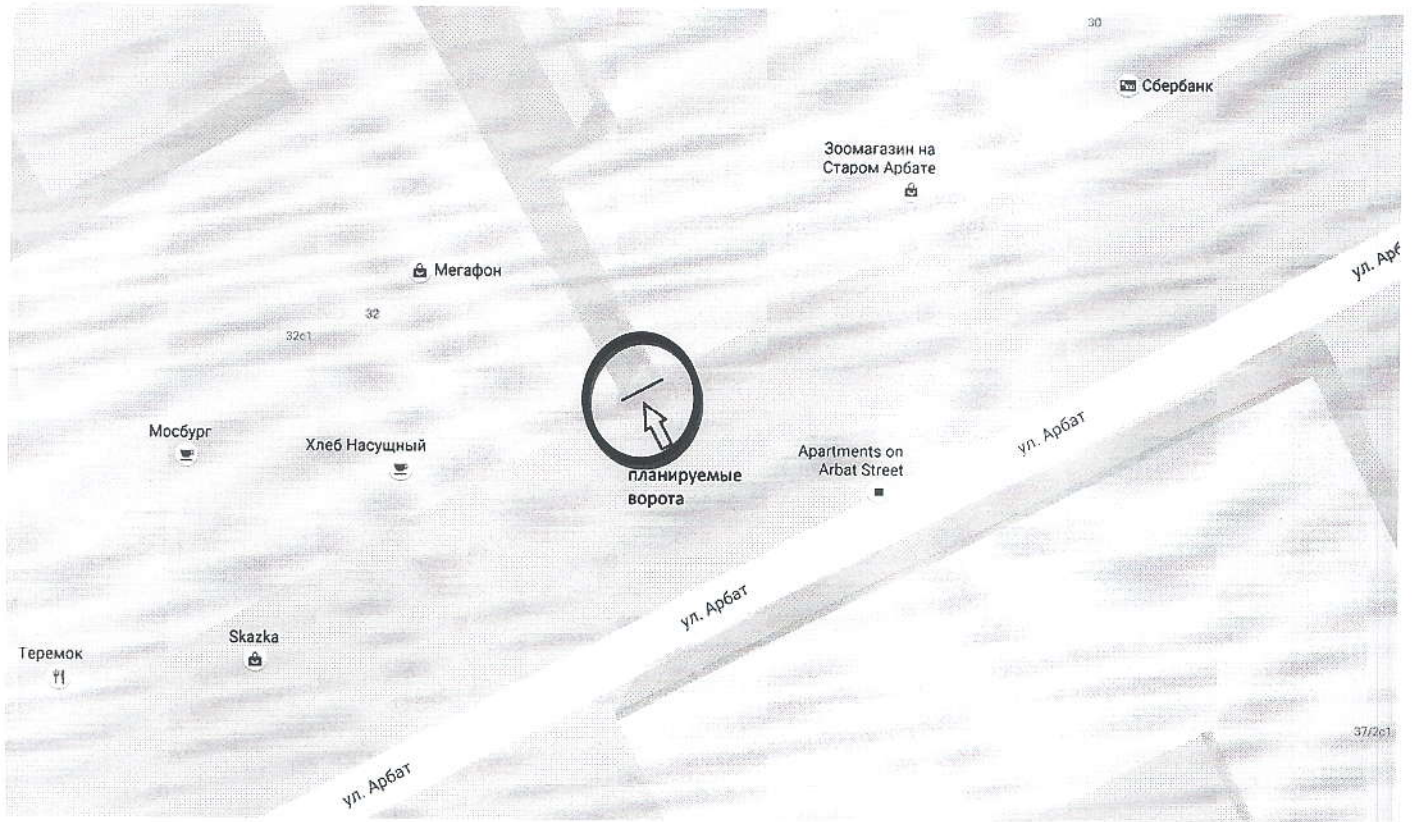 30
Сбербанк
Зоомагазин на
Старом Арбате
ул. Арб
Мегафон
32
32с1
Мосбург
Хлеб Насущный
ул. Арбат
Apartments on
Arbat Street
планируемые
ворота
ул. Арбат
Skazka
Теремок
37/2с1
ул. Арбат